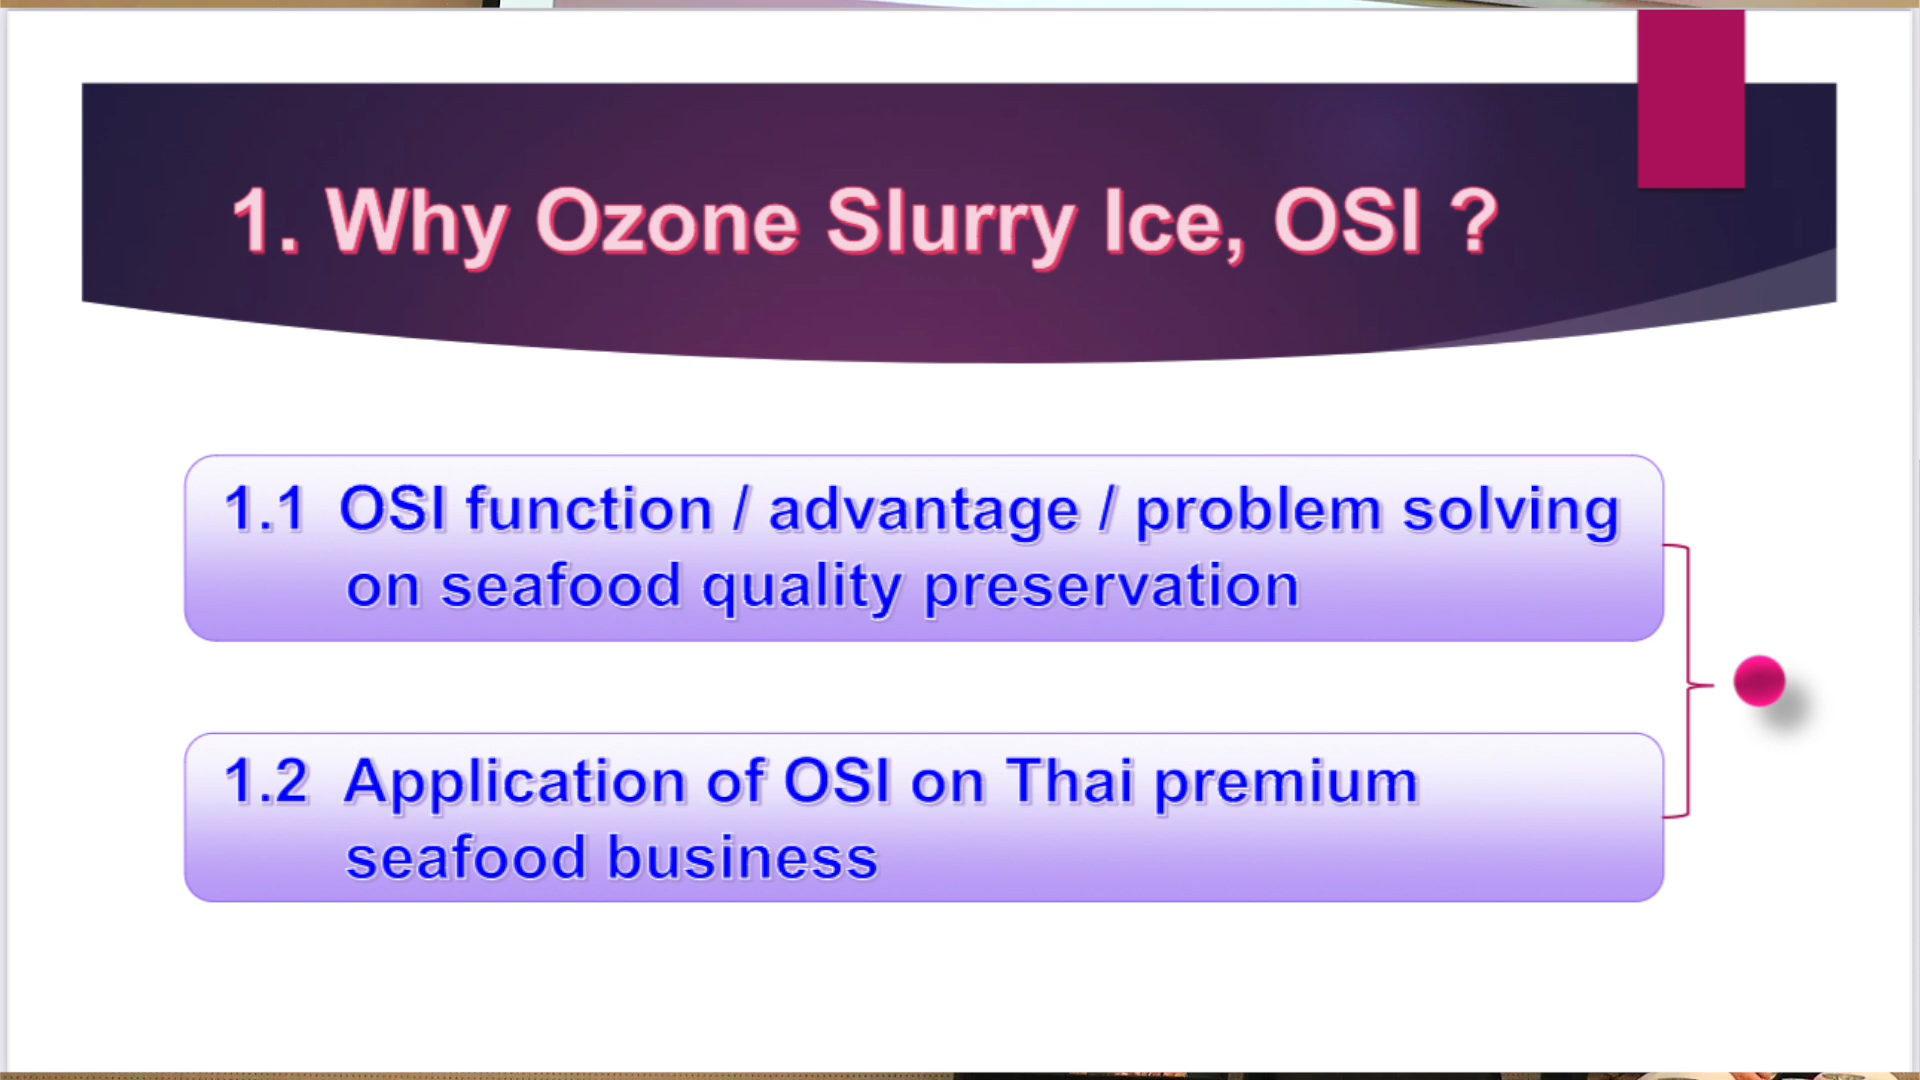 1. Why Ozone Slurry Ice, OSI ?
1.1 OSI function / advantage / problem solving
on seafood quality preservation
1.2 Application of OSI on Thai premium
seafood business